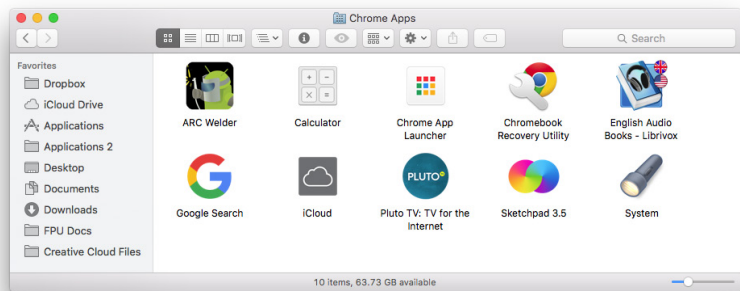 Chrome Apps
Search
Favorites
Dropbox
iCloud Drive
Applications
Applications 2
Desktop
Documents
Downloads
FPU Docs
Creative Cloud Files
ARC Welder
Calculator
Chrome App
Launcher
Chromebook
Recovery Utility
English Audio
Books - Librivox
Google Search
iCloud
PLUTO
Pluto TV: TV for the
Internet
Sketchpad 3.5
System
10 items, 63.73 GB available